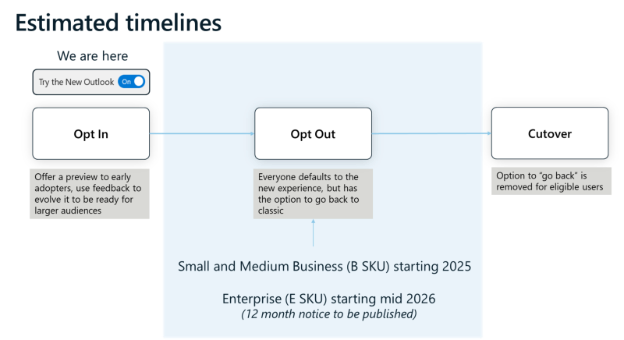 Estimated timelines
We are here
Try the New Outlook On
Opt In
Opt Out
Cutover
Offer a preview to early
adopters, use feedback to
evolve it to be ready for
larger audiences
Everyone defaults to the
new experience, but has
the option to go back to
classic
Option to “go back” is
removed for eligible users
Small and Medium Business (B SKU) starting 2025
Enterprise (E SKU) starting mid 2026
(12 month notice to be published)